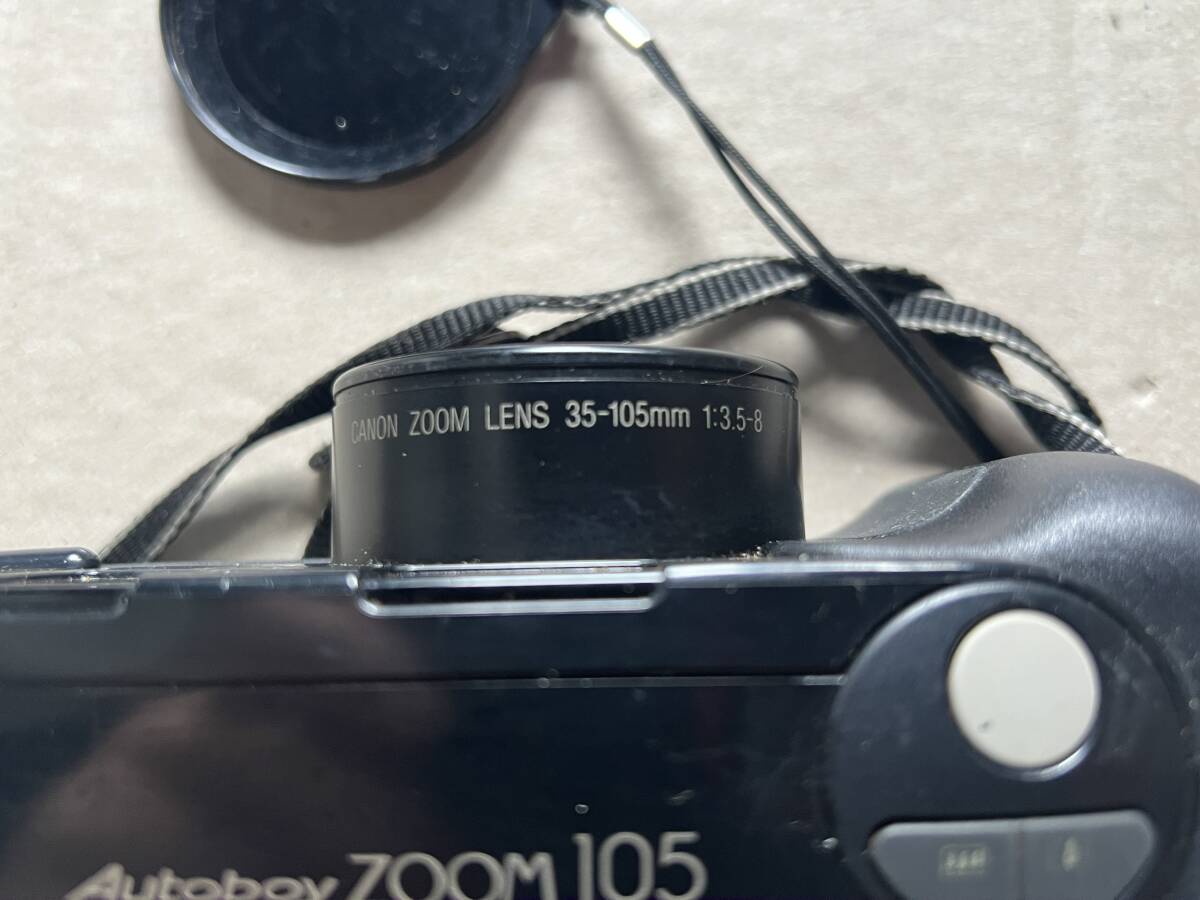 CANON ZOOM LENS 35-105mm 1:3.5-8
Autoboy ZOOM 105